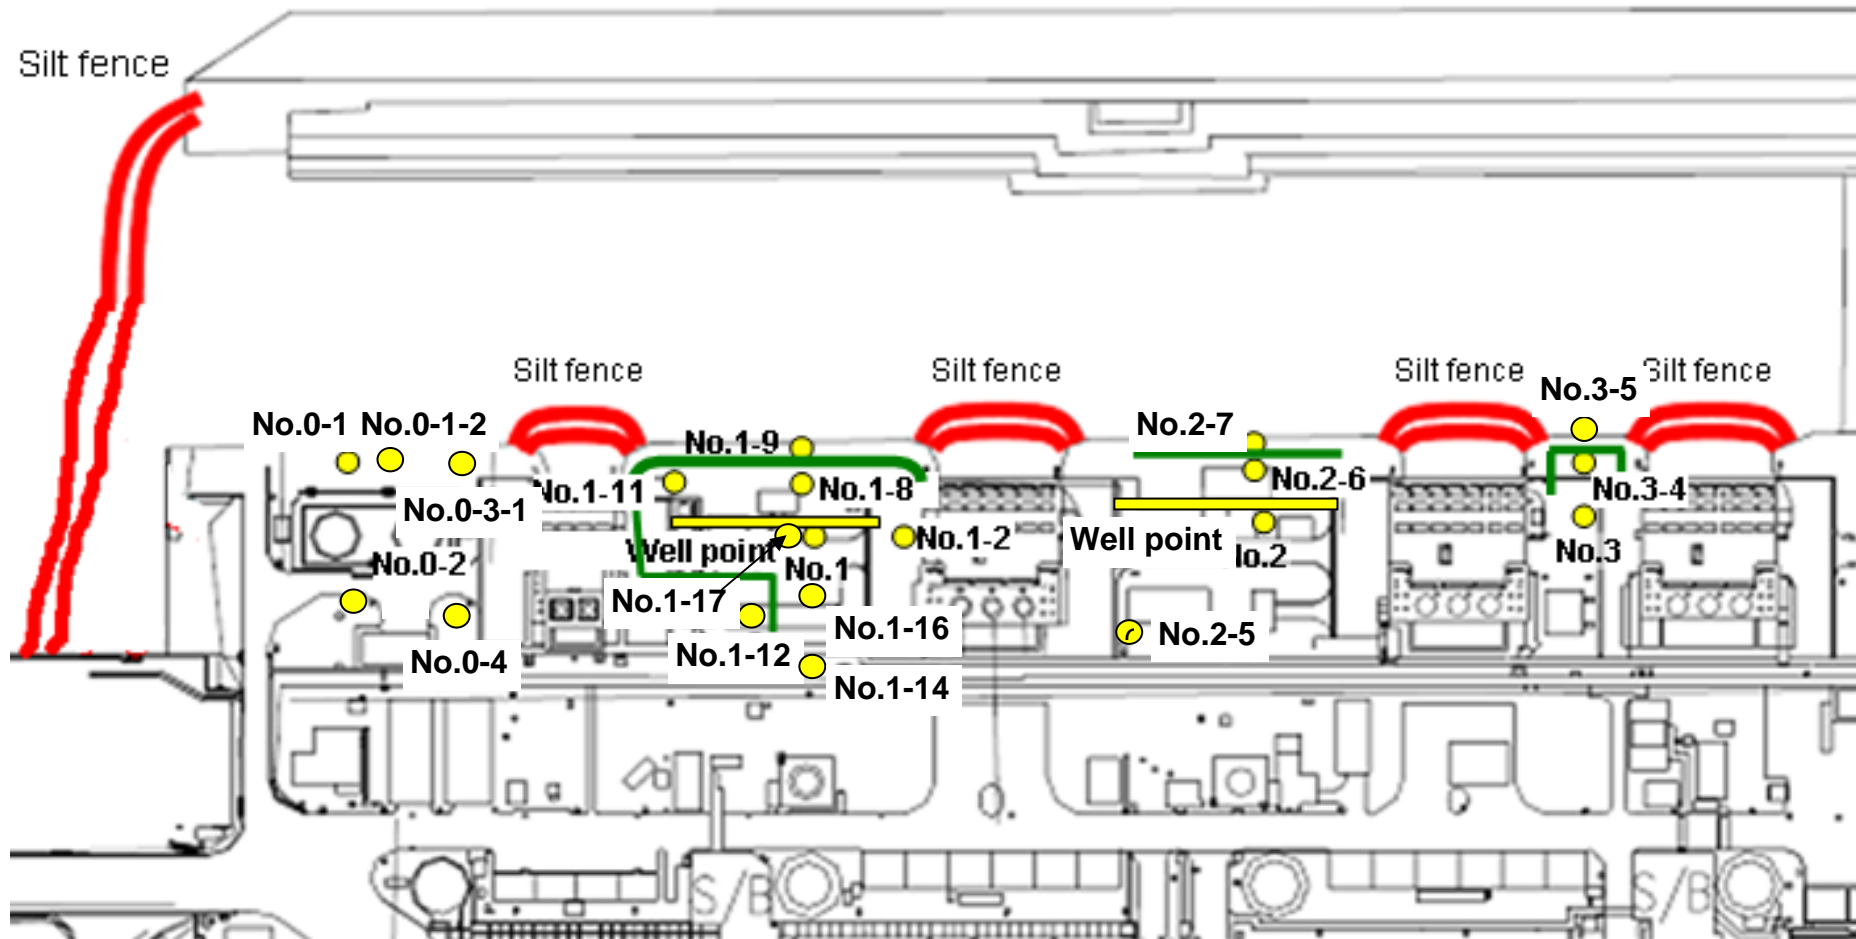 Silt fence
Silt fence
Silt fence
Silt fence
Silt fence
No.3-5
No.0-1
No.0-1-2
No.1-9
No.2-7
No.0-3-1
No.1-11
No.1-8
No.2-6
No.3-4
No.0-2
Well point
No.1
No.1-2
Well point
No.2
No.3
No.1-17
No.1-16
No.2-5
No.0-4
No.1-12
No.1-14
S/B
S/B